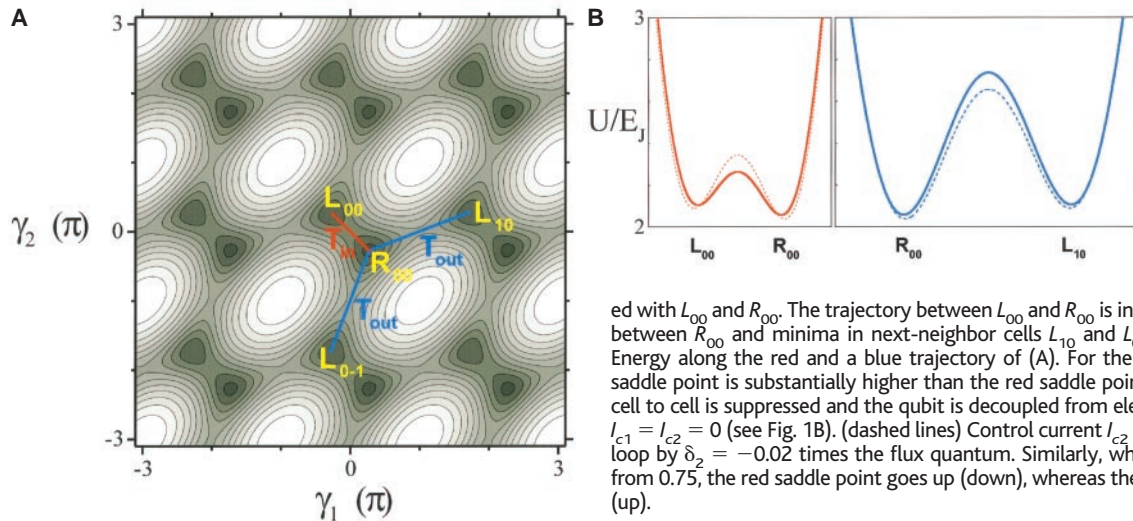 A
3
0
-3
γ2 (π)
-3
0
3
γ1 (π)
L00
Tin
R00
Tout
L10
Tout
L0-1
B
3
U/EJ
2
L00 R00
R00 L10
ed with L00 and R00. The trajectory between L00 and R00 is in
between R00 and minima in next-neighbor cells L10 and L
Energy along the red and a blue trajectory of (A). For the
saddle point is substantially higher than the red saddle poin
cell to cell is suppressed and the qubit is decoupled from ele
Ic1 = Ic2 = 0 (see Fig. 1B). (dashed lines) Control current Ic2
loop by δ2 = −0.02 times the flux quantum. Similarly, wh
from 0.75, the red saddle point goes up (down), whereas the
(up).